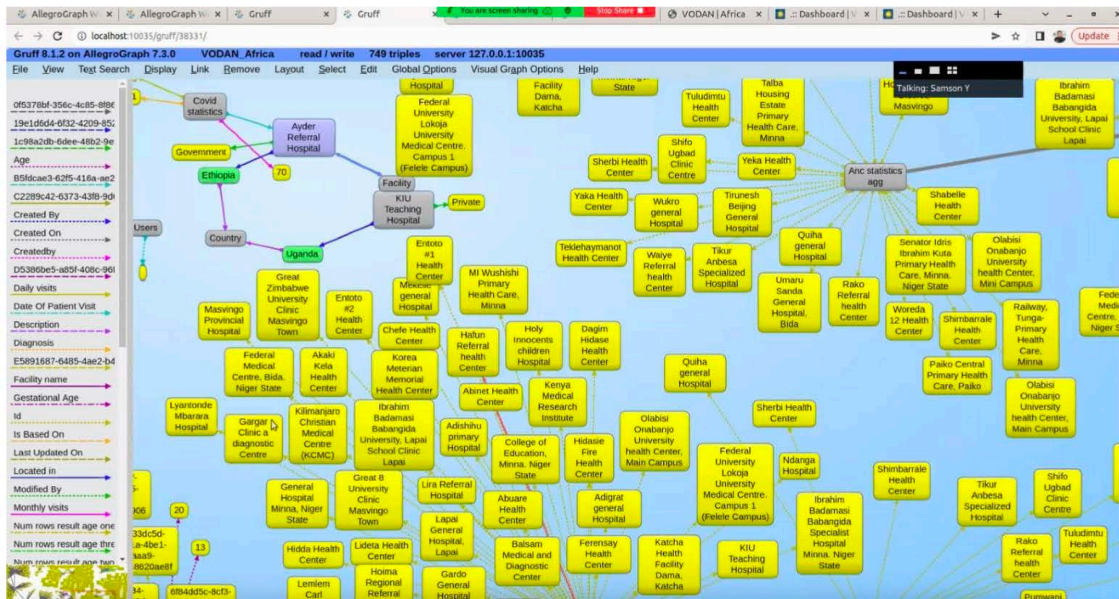 AllegroGraph W
AllegroGraph W
Gruff
Gruff
You are screen sharing
Stop Share
VODAN | Africa
.:: Dashboard | V
.:: Dashboard | V
localhost:10035/gruff/38331/
Update
Gruff 8.1.2 on AllegroGraph 7.3.0 VODAN_Africa read / write 749 triples server 127.0.0.1:10035
File View Text Search Display Link Remove Layout Select Edit Global Options Visual Graph Options Help
Talking: Samson Y
0f5378bf-356c-4c85-8f86
19e1d6d4-6f32-4209-852
1c98a2db-6dee-48b2-9e
Age
B5fdcae3-62f5-416a-ae2
C2289c42-6373-43f8-9d
Created By
Created On
Createdby
D5386be5-a85f-408c-96
Daily visits
Date Of Patient Visit
Description
Diagnosis
E5891687-6485-4ae2-b4
Facility name
Gestational Age
Id
Is Based On
Last Updated On
Located in
Modified By
Monthly visits
Num rows result age one
Num rows result age thre
Num rows result age two
Covid
statistics
Ayder
Referral
Hospital
Government
70
Ethiopia
Facility
KIU
Teaching
Hospital
Private
Country
Uganda
Users
Hospital
Federal
University
Lokoja
University
Medical
Centre.
Campus 1
(Felele Campus)
Facility
Dama,
Katcha
State
Tuludimtu
Health
Center
Talba
Housing
Estate
Primary
Health Care,
Minna
Masvingo
Ibrahim
Badamasi
Babangida
University, Lapai
School Clinic
Lapai
Sherbi Health
Center
Shifo
Ugbad
Clinic
Centre
Yeka Health
Center
Anc statistics
agg
Yaka Health
Center
Wukro
general
Hospital
Tirunesh
Beijing
General
Hospital
Shabelle
Health
Center
Teklehaymanot
Health Center
Waiye
Referral
health
Center
Tikur
Anbesa
Specialized
Hospital
Quiha
general
Hospital
Umaru
Sanda
General
Hospital,
Bida
Rako
Referral
health
Center
Senator Idris
Ibrahim Kuta
Primary Health
Care, Minna.
Niger State
Olabisi
Onabanjo
University
health Center,
Mini Campus
Woreda
12 Health
Center
Shimbarrale
Health
Center
Railway,
Tunga-
Primary
Health
Care,
Minna
Paiko Central
Primary Health
Care, Paiko
Olabisi
Onabanjo
University
health Center,
Main Campus
Entoto
#1
Health
Center
Mekelle
general
Hospital
MI Wushishi
Primary
Health Care,
Minna
Great
Zimbabwe
University
Clinic
Masvingo
Town
Entoto
#2
Health
Center
Masvingo
Provincial
Hospital
Chefe Health
Center
Hafun
Referral
health
Center
Holy
Innocents
children
Hospital
Dagim
Hidase
Health
Center
Federal
Medical
Centre, Bida.
Niger State
Akaki
Kela
Health
Center
Korea
Meterian
Memorial
Health Center
Abinet Health
Center
Kenya
Medical
Research
Institute
Quiha
general
Hospital
Lyantonde
Mbarara
Hospital
Gargar
Clinic a
diagnostic
Centre
Kilimanjaro
Christian
Medical
Centre
(KCMC)
Ibrahim
Badamasi
Babangida
University, Lapai
School Clinic
Lapai
Adishihu
primary
Hospital
College of
Education,
Minna. Niger
State
Hidasie
Fire
Health
Center
Olabisi
Onabanjo
University
health Center,
Main Campus
Sherbi Health
Center
Federal
University
Lokoja
University
Medical Centre.
Campus 1
(Felele Campus)
Ndanga
Hospital
General
Hospital
Minna, Niger
State
Great 8
University
Clinic
Masvingo
Town
Lira Referral
Hospital
Abuare
Health
Center
Adigrat
general
Hospital
Ibrahim
Badamasi
Babangida
Specialist
Hospital
Minna. Niger
State
Shimbarrale
Health
Center
Tikur
Anbesa
Specialized
Hospital
Shifo
Ugbad
Clinic
Centre
Lapai
General
Hospital,
Lapai
Hidda Health
Center
Lideta Health
Center
Balsam
Medical and
Diagnostic
Center
Ferensay
Health
Center
Katcha
Health
Facility
Dama,
Katcha
KIU
Teaching
Hospital
Rako
Referral
health
Center
Tuludimtu
Health
Center
Lemlem
Carl
Hoima
Regional
Referral
Gardo
General
Hospital
Pumwani
20
13
6f84dd5c-8cf3-